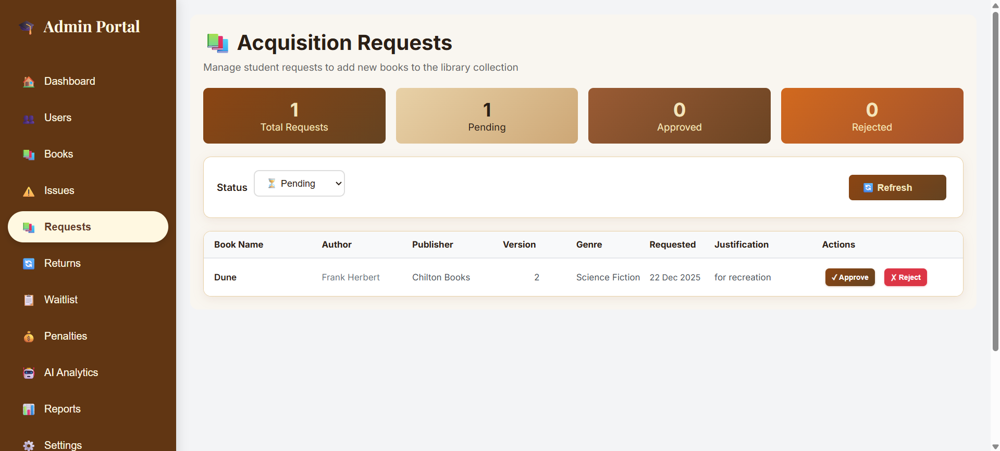 Admin Portal
Dashboard
Users
Books
Issues
Requests
Returns
Waitlist
Penalties
AI Analytics
Reports
Settings
Acquisition Requests
Manage student requests to add new books to the library collection
1
Total Requests
1
Pending
0
Approved
0
Rejected
Status
Pending
Refresh
Book Name Author Publisher Version Genre Requested Justification Actions
Dune Frank Herbert Chilton Books 2 Science Fiction 22 Dec 2025 for recreation ✓ Approve ✗ Reject